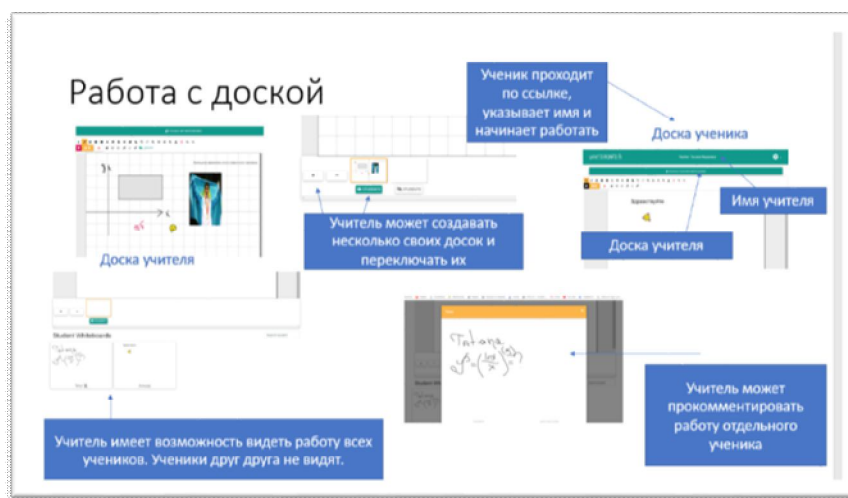 Работа с доской
Ученик проходит
по ссылке,
указывает имя и
начинает работать
Доска ученика
Имя учителя
Доска учителя
Учитель может создавать
несколько своих досок и
переключать их
Доска учителя
Student Whiteboards
Учитель имеет возможность видеть работу всех
учеников. Ученики друг друга не видят.
Учитель может
прокомментировать
работу отдельного
ученика